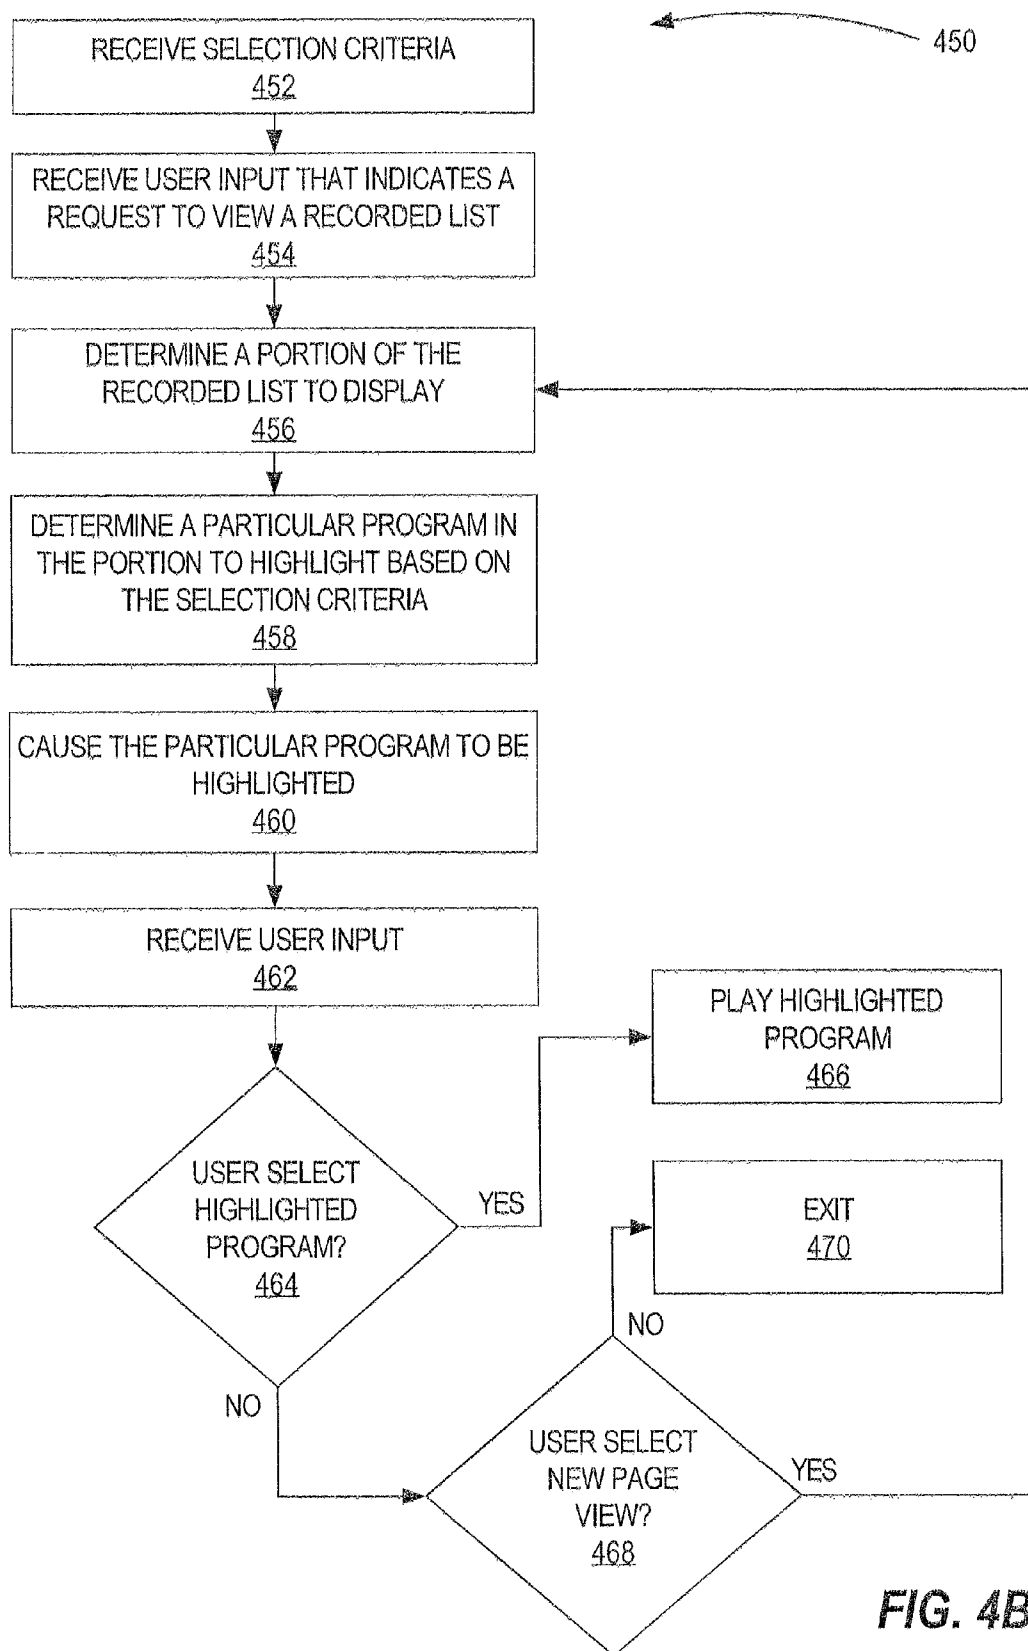 450
RECEIVE SELECTION CRITERIA
452
RECEIVE USER INPUT THAT INDICATES A
REQUEST TO VIEW A RECORDED LIST
454
DETERMINE A PORTION OF THE
RECORDED LIST TO DISPLAY
456
DETERMINE A PARTICULAR PROGRAM IN
THE PORTION TO HIGHLIGHT BASED ON
THE SELECTION CRITERIA
458
CAUSE THE PARTICULAR PROGRAM TO BE
HIGHLIGHTED
460
RECEIVE USER INPUT
462
USER SELECT
HIGHLIGHTED
PROGRAM?
464
YES
PLAY HIGHLIGHTED
PROGRAM
466
NO
USER SELECT
NEW PAGE
VIEW?
468
NO
EXIT
470
YES
FIG. 4B